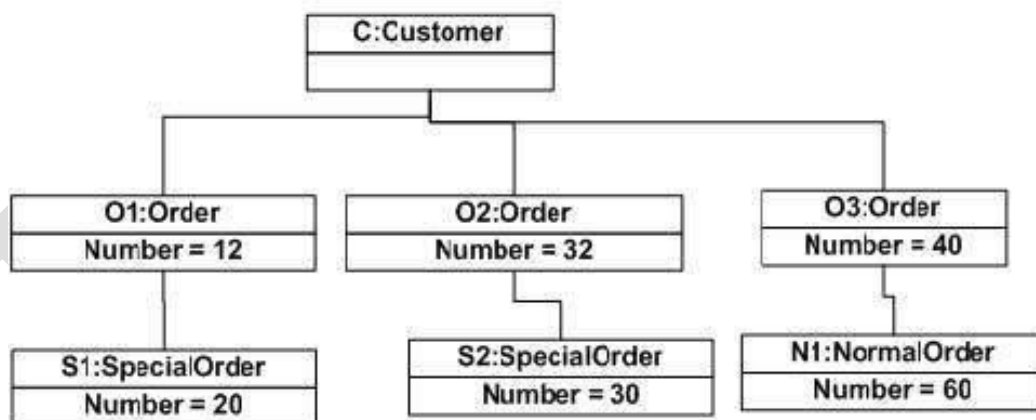 C:Customer
O1:Order
Number = 12
O2:Order
Number = 32
O3:Order
Number = 40
S1:SpecialOrder
Number = 20
S2:SpecialOrder
Number = 30
N1:NormalOrder
Number = 60